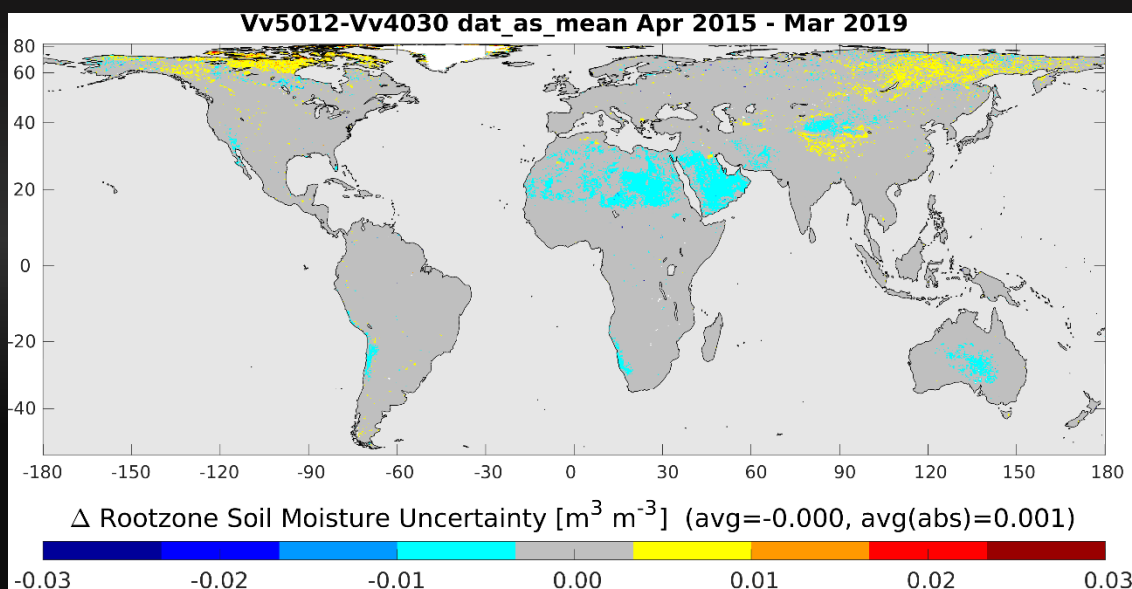 Vv5012-Vv4030 dat_as_mean Apr 2015 - Mar 2019
80
60
40
20
0
-20
-40
-180 -150 -120 -90 -60 -30 0 30 60 90 120 150 180
Δ Rootzone Soil Moisture Uncertainty [m³ m⁻³] (avg=-0.000, avg(abs)=0.001)
-0.03 -0.02 -0.01 0.00 0.01 0.02 0.03